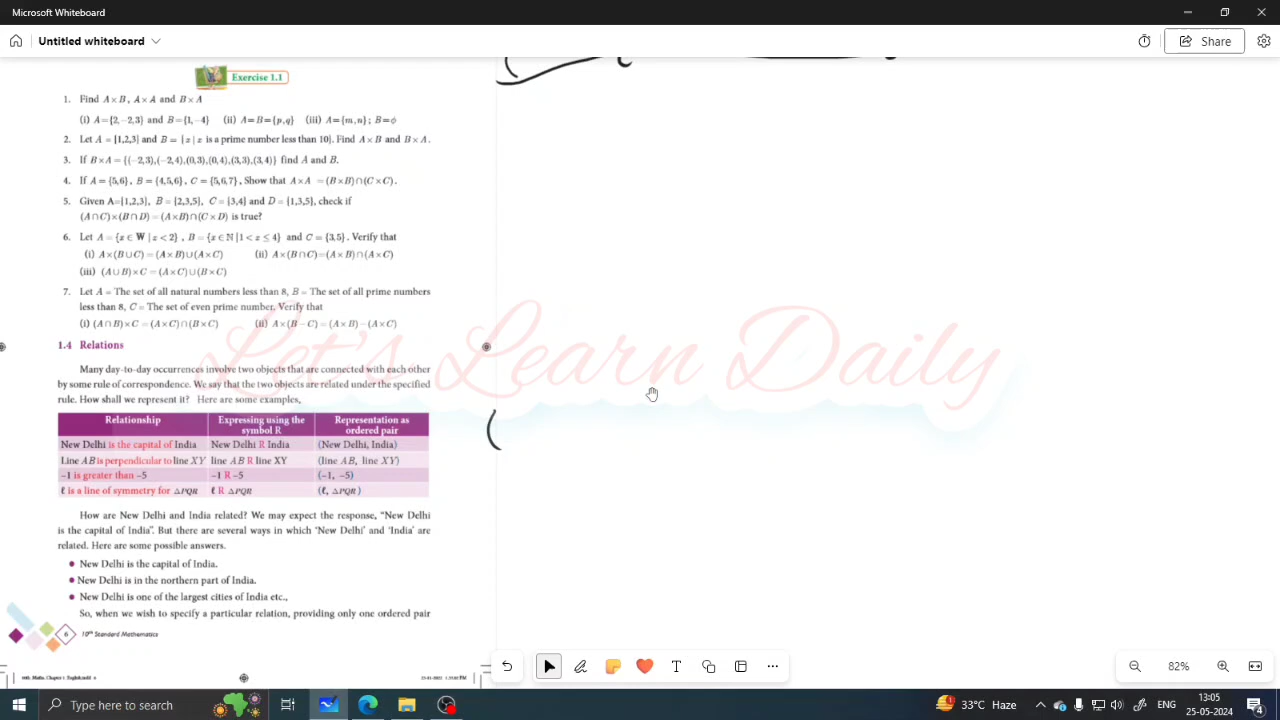 Microsoft Whiteboard
Untitled whiteboard
Share
Exercise 1.1
1. Find A×B, A×A and B×A
(i) A={2,−2,3} and B={1,−4} (ii) A=B={p,q} (iii) A={m,n}; B=ϕ
2. Let A = {1,2,3} and B = {x | x is a prime number less than 10}. Find A×B and B×A.
3. If B×A = {(−2,3),(−2,4),(0,3),(0,4),(3,3),(3,4)} find A and B.
4. If A = {5,6}, B = {4,5,6}, C = {5,6,7}, Show that A×A = (B×B)∩(C×C).
5. Given A={1,2,3}, B = {2,3,5}, C = {3,4} and D = {1,3,5}, check if
(A∩C)×(B∩D) = (A×B)∩(C×D) is true?
6. Let A = {x ∈ W | x < 2}, B = {x ∈ N | 1 < x ≤ 4} and C = {3,5}. Verify that
(i) A×(B∪C) = (A×B)∪(A×C) (ii) A×(B∩C)=(A×B)∩(A×C)
(iii) (A∪B)×C = (A×C)∪(B×C)
7. Let A = The set of all natural numbers less than 8, B = The set of all prime numbers
less than 8, C = The set of even prime number. Verify that
(i) (A∩B)×C = (A×C)∩(B×C) (ii) A×(B−C) = (A×B)−(A×C)
1.4 Relations
Many day-to-day occurrences involve two objects that are connected with each other
by some rule of correspondence. We say that the two objects are related under the specified
rule. How shall we represent it? Here are some examples,
Relationship Expressing using the symbol R Representation as ordered pair
New Delhi is the capital of India New Delhi R India (New Delhi, India)
Line AB is perpendicular to line XY line AB R line XY (line AB, line XY)
−1 is greater than −5 −1 R −5 (−1, −5)
ℓ is a line of symmetry for △PQR ℓ R △PQR (ℓ, △PQR)
How are New Delhi and India related? We may expect the response, "New Delhi
is the capital of India". But there are several ways in which 'New Delhi' and 'India' are
related. Here are some possible answers.
• New Delhi is the capital of India.
• New Delhi is in the northern part of India.
• New Delhi is one of the largest cities of India etc.,
So, when we wish to specify a particular relation, providing only one ordered pair
6 10th Standard Mathematics
Let's Learn Daily
82%
Type here to search
33°C Haze
ENG
13:05
25-05-2024